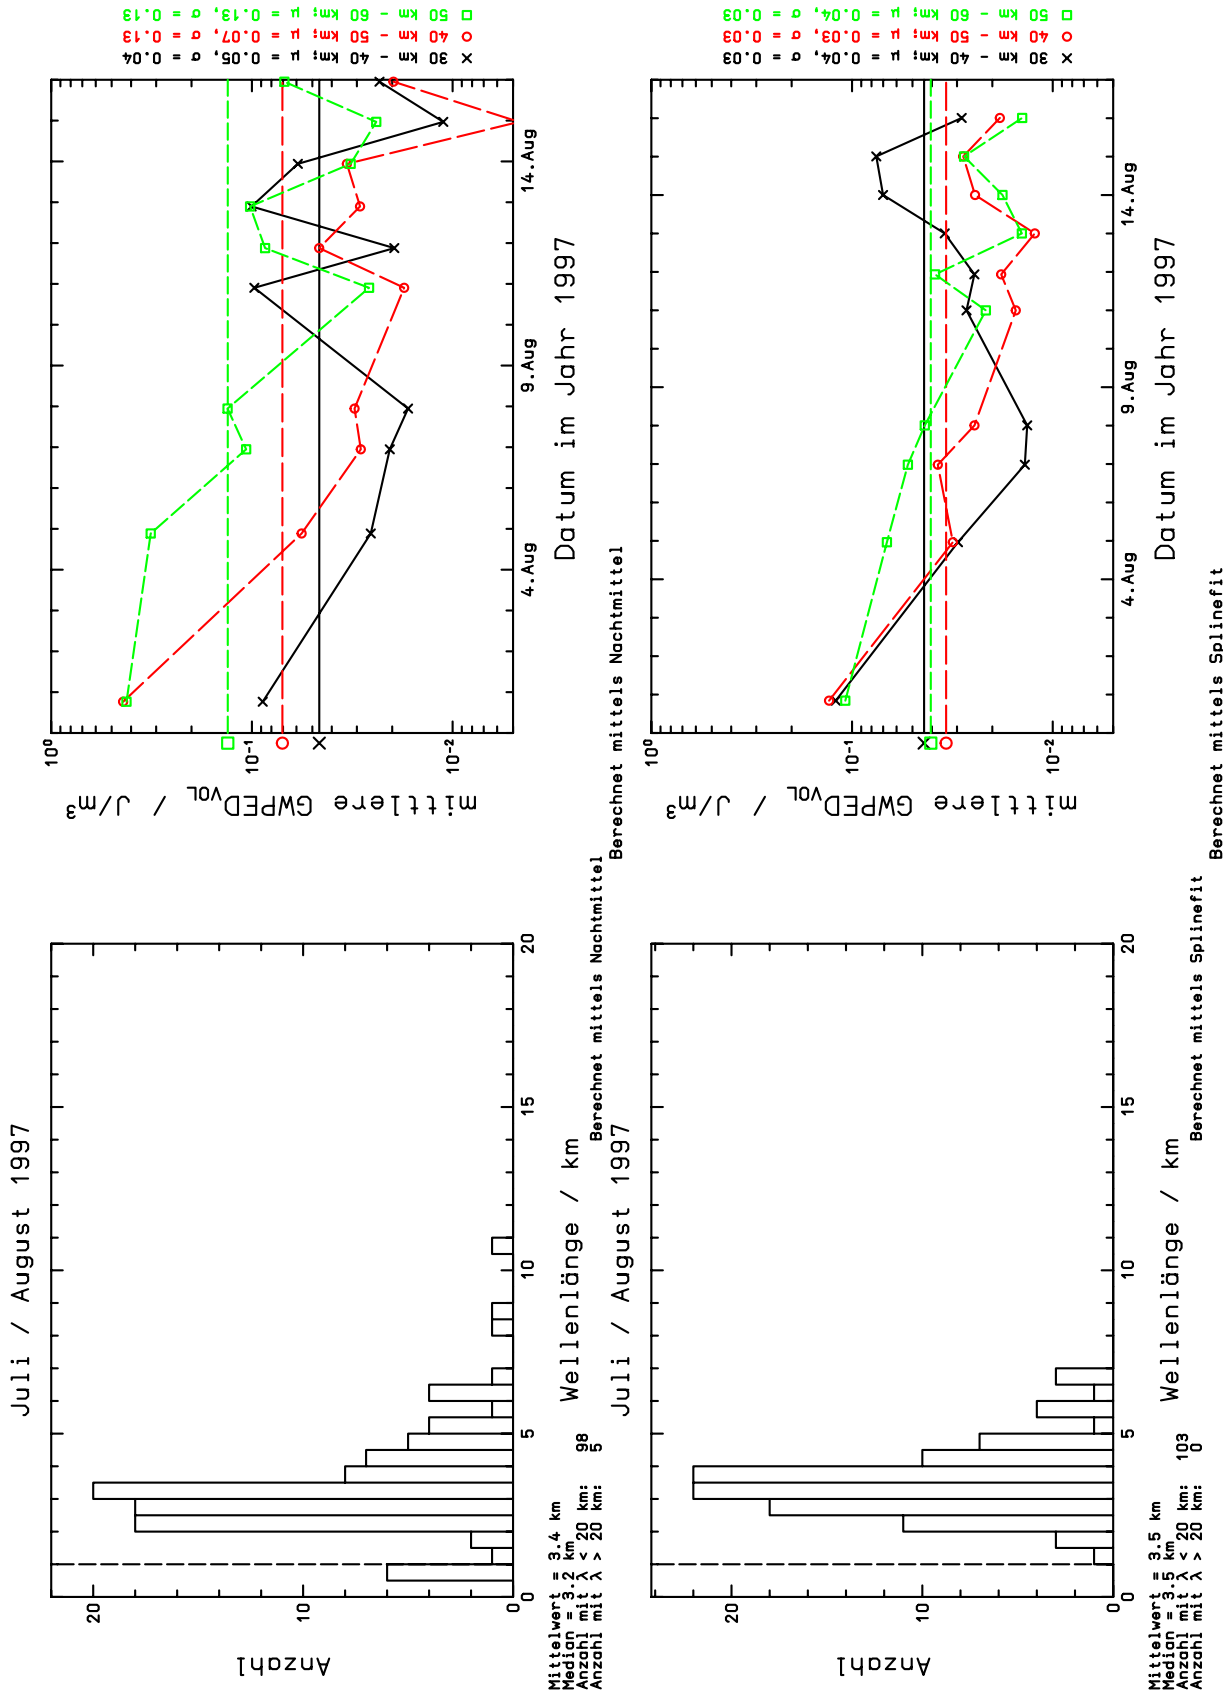 Juli / August 1997
Anzahl
20
10
0
0
5
10
15
20
Wellenlänge / km
Mittelwert = 3.4 km
Median = 3.2 km
Anzahl mit λ < 20 km: 98
Anzahl mit λ > 20 km: 5
Berechnet mittels Nachtmittel
mittlere GWPED_VOL / J/m³
10⁰
10⁻¹
10⁻²
4.Aug
9.Aug
14.Aug
Datum im Jahr 1997
Berechnet mittels Nachtmittel
50 km - 60 km: μ = 0.13, σ = 0.13
40 km - 50 km: μ = 0.07, σ = 0.13
30 km - 40 km: μ = 0.05, σ = 0.04
Juli / August 1997
Anzahl
20
10
0
0
5
10
15
20
Wellenlänge / km
Mittelwert = 3.5 km
Median = 3.5 km
Anzahl mit λ < 20 km: 103
Anzahl mit λ > 20 km: 0
Berechnet mittels Splinefit
mittlere GWPED_VOL / J/m³
10⁰
10⁻¹
10⁻²
4.Aug
9.Aug
14.Aug
Datum im Jahr 1997
Berechnet mittels Splinefit
50 km - 60 km: μ = 0.04, σ = 0.03
40 km - 50 km: μ = 0.03, σ = 0.03
30 km - 40 km: μ = 0.04, σ = 0.03